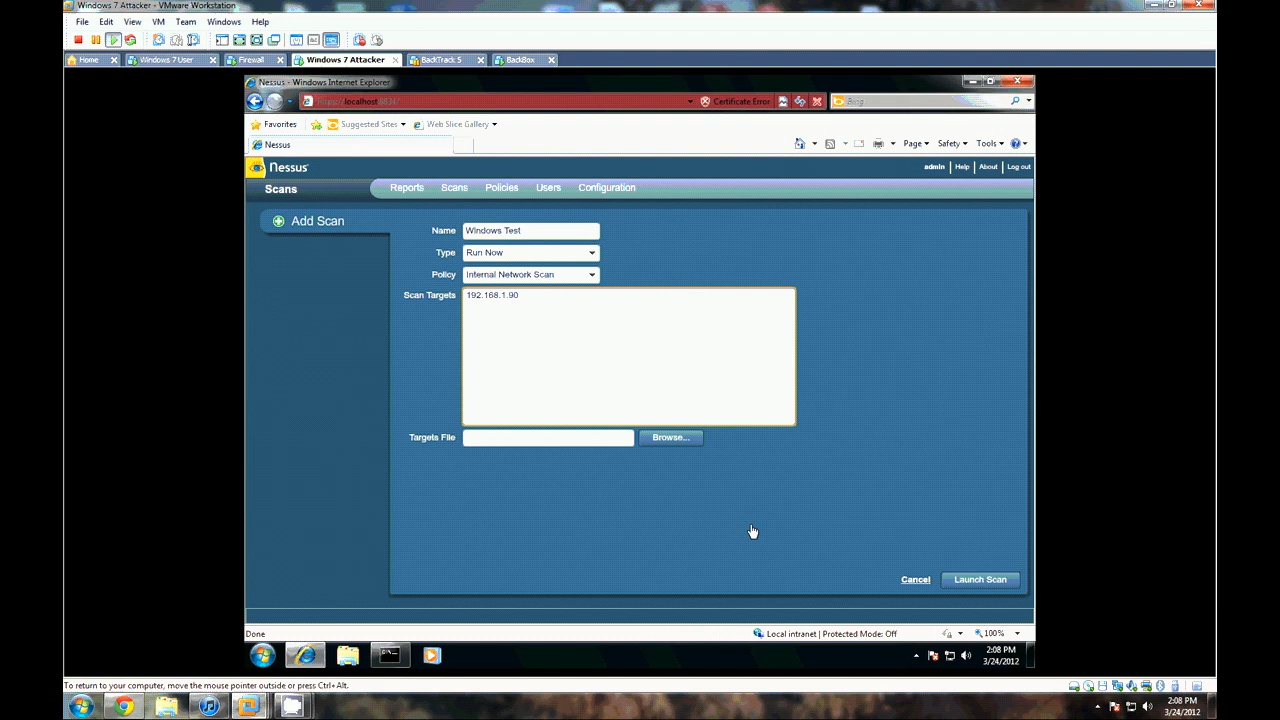 Windows 7 Attacker - VMware Workstation
File Edit View VM Team Windows Help
Home Windows 7 User Firewall Windows 7 Attacker BackTrack 5 BackBox
Nessus - Windows Internet Explorer
https://localhost:8834/ Certificate Error Bing
Favorites Suggested Sites Web Slice Gallery
Nessus Page Safety Tools
Nessus admin Help About Log out
Scans Reports Scans Policies Users Configuration
Add Scan
Name Windows Test
Type Run Now
Policy Internal Network Scan
Scan Targets 192.168.1.90
Targets File Browse...
Cancel Launch Scan
Done Local intranet | Protected Mode: Off 100%
2:08 PM
3/24/2012
To return to your computer, move the mouse pointer outside or press Ctrl+Alt.
2:08 PM
3/24/2012